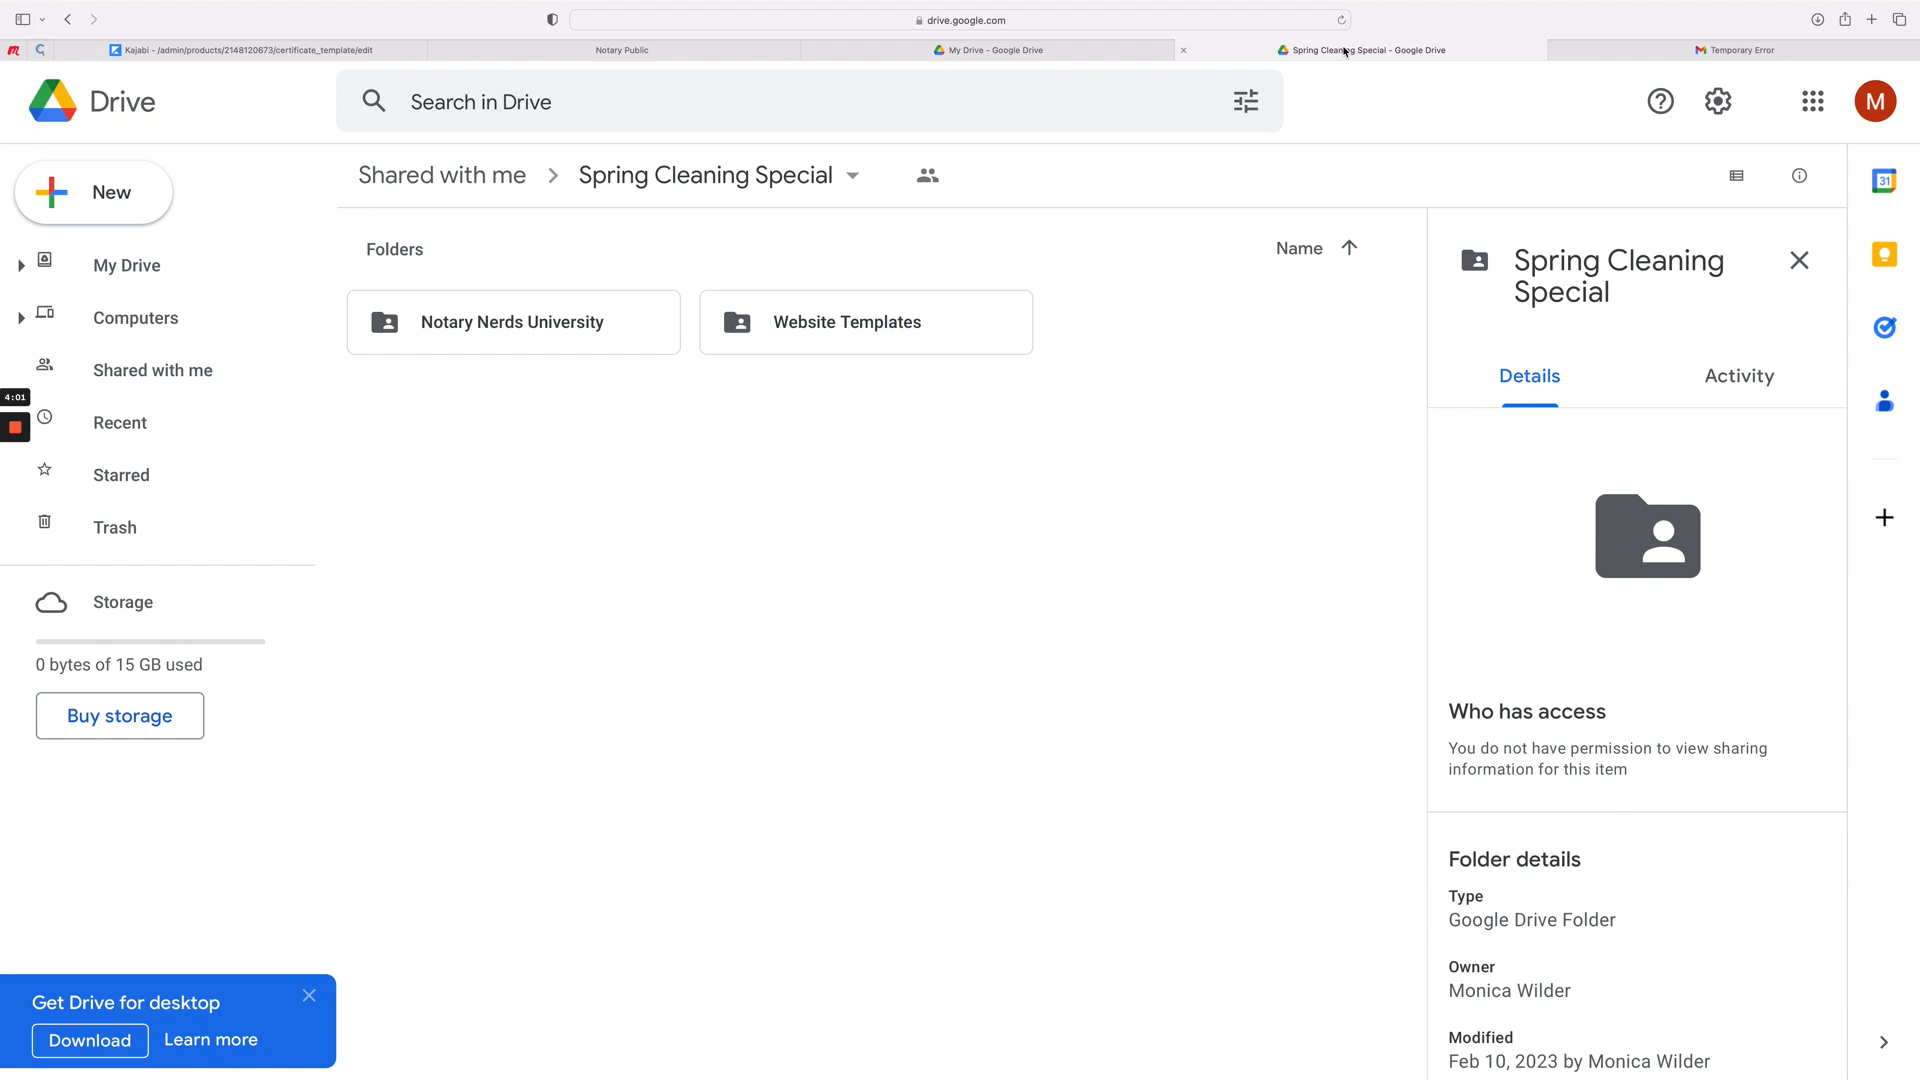 drive.google.com
Kajabi - /admin/products/2148120673/certificate_template/edit
Notary Public
My Drive - Google Drive
Spring Cleaning Special - Google Drive
Temporary Error
Drive
Search in Drive
M
New
Shared with me
Spring Cleaning Special
31
My Drive
Computers
Shared with me
Recent
Starred
Trash
4:01
Storage
0 bytes of 15 GB used
Buy storage
Folders
Name
Notary Nerds University
Website Templates
Spring Cleaning
Special
Details
Activity
Who has access
You do not have permission to view sharing
information for this item
Folder details
Type
Google Drive Folder
Owner
Monica Wilder
Modified
Feb 10, 2023 by Monica Wilder
Get Drive for desktop
Download
Learn more